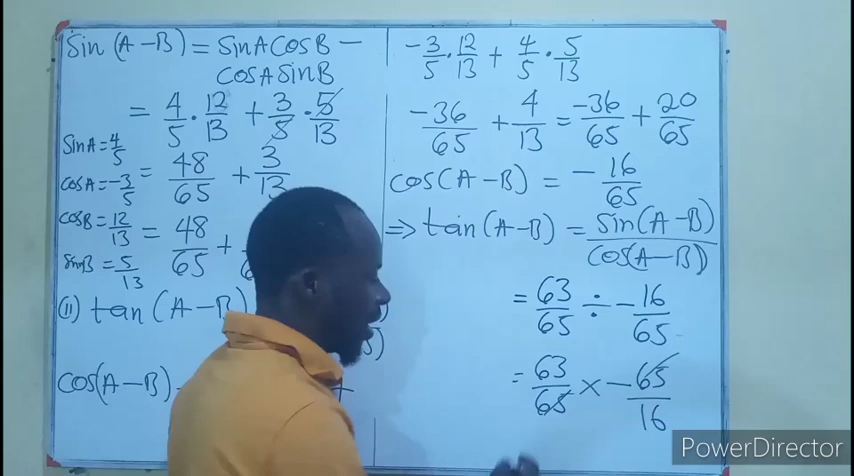 Sin (A-B) = SinA CosB -
CosA SinB
= 4/5 · 12/13 + 3/5 · 5/13
SinA = 4/5
= 48/65 + 3/13
CosA = -3/5
CosB = 12/13
= 48/65 +
SinB = 5/13
(ii) tan (A-B)
Cos(A-B)
-3/5 · 12/13 + 4/5 · 5/13
-36/65 + 4/13 = -36/65 + 20/65
Cos(A-B) = -16/65
=> tan(A-B) = Sin(A-B)/Cos(A-B)
= 63/65 ÷ -16/65
= 63/65 × -65/16
PowerDirector